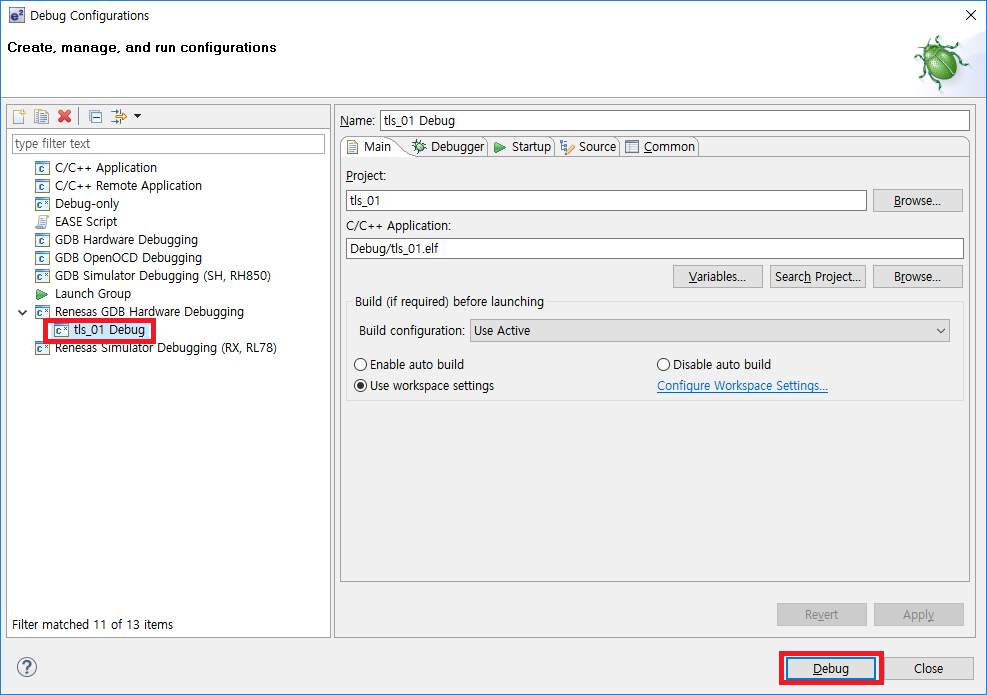 e² Debug Configurations
Create, manage, and run configurations
type filter text
C/C++ Application
C/C++ Remote Application
Debug-only
EASE Script
GDB Hardware Debugging
GDB OpenOCD Debugging
GDB Simulator Debugging (SH, RH850)
Launch Group
Renesas GDB Hardware Debugging
tls_01 Debug
Renesas Simulator Debugging (RX, RL78)
Filter matched 11 of 13 items
Name: tls_01 Debug
Main Debugger Startup Source Common
Project:
tls_01 Browse...
C/C++ Application:
Debug/tls_01.elf
Variables... Search Project... Browse...
Build (if required) before launching
Build configuration: Use Active
Enable auto build Disable auto build
Use workspace settings Configure Workspace Settings...
Revert Apply
? Debug Close